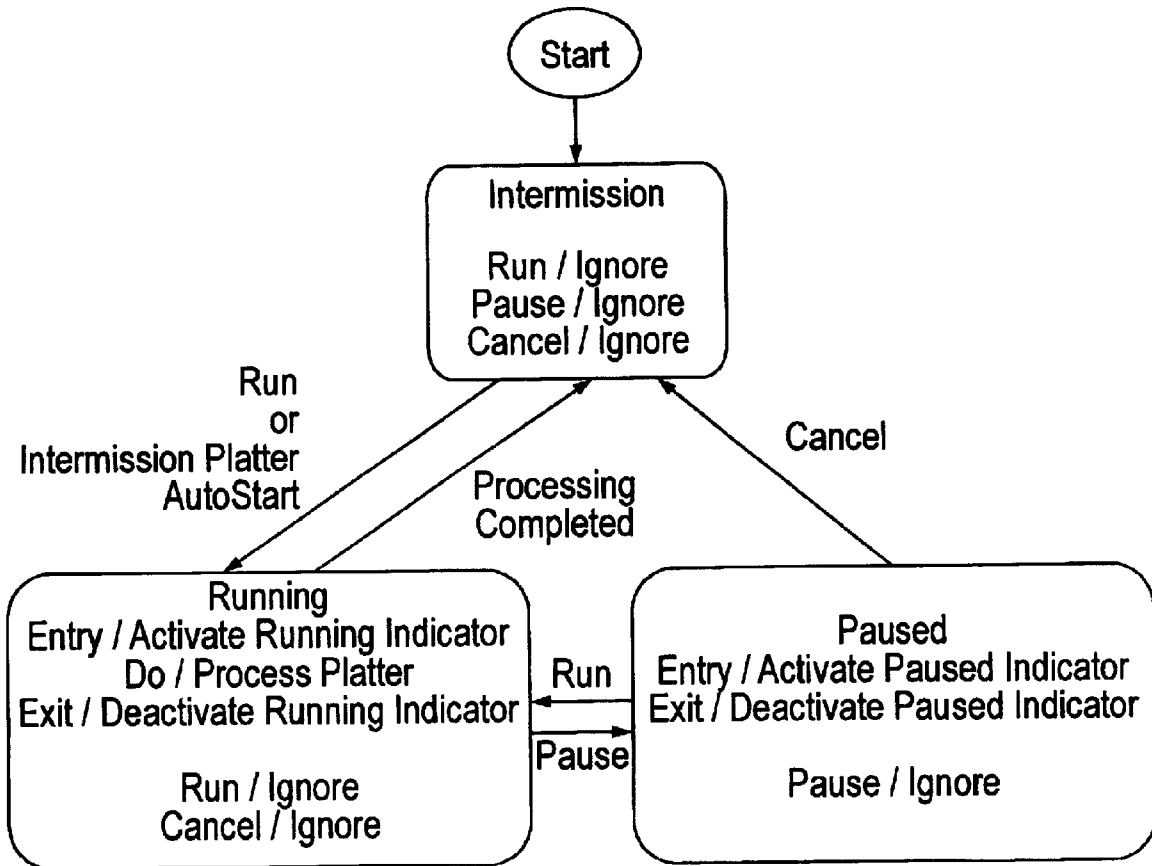 Start
Intermission
Run / Ignore
Pause / Ignore
Cancel / Ignore
Run
or
Intermission Platter
AutoStart
Processing
Completed
Cancel
Running
Entry / Activate Running Indicator
Do / Process Platter
Exit / Deactivate Running Indicator
Run / Ignore
Cancel / Ignore
Run
Pause
Paused
Entry / Activate Paused Indicator
Exit / Deactivate Paused Indicator
Pause / Ignore